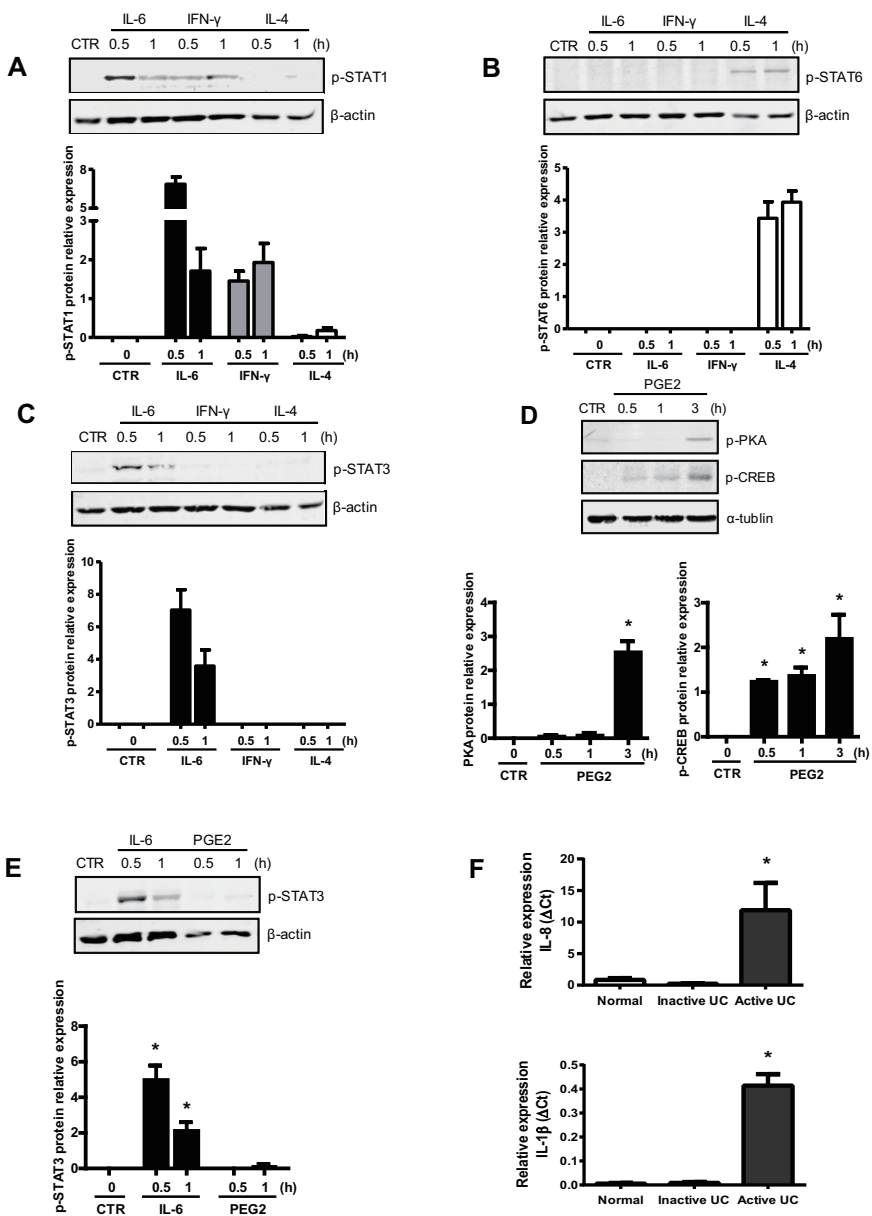 A
IL-6 IFN-γ IL-4
CTR 0.5 1 0.5 1 0.5 1 (h)
p-STAT1
β-actin
p-STAT1 protein relative expression
8
5
3
2
1
0
0 0.5 1 0.5 1 0.5 1 (h)
CTR IL-6 IFN-γ IL-4
B
IL-6 IFN-γ IL-4
CTR 0.5 1 0.5 1 0.5 1 (h)
p-STAT6
β-actin
p-STAT6 protein relative expression
5
4
3
2
1
0
0 0.5 1 0.5 1 0.5 1 (h)
CTR IL-6 IFN-γ IL-4
C
IL-6 IFN-γ IL-4
CTR 0.5 1 0.5 1 0.5 1 (h)
p-STAT3
β-actin
p-STAT3 protein relative expression
10
8
6
4
2
0
0 0.5 1 0.5 1 0.5 1 (h)
CTR IL-6 IFN-γ IL-4
D
PGE2
CTR 0.5 1 3 (h)
p-PKA
p-CREB
α-tublin
PKA protein relative expression
4
3
2
1
0
*
0 0.5 1 3 (h)
CTR PEG2
p-CREB protein relative expression
3
2
1
0
* * *
0 0.5 1 3 (h)
CTR PEG2
E
IL-6 PGE2
CTR 0.5 1 0.5 1 (h)
p-STAT3
β-actin
p-STAT3 protein relative expression
8
6
4
2
0
* *
0 0.5 1 0.5 1 (h)
CTR IL-6 PEG2
F
Relative expression
IL-8 (ΔCt)
20
15
10
5
0
*
Normal Inactive UC Active UC
Relative expression
IL-1β (ΔCt)
0.5
0.4
0.3
0.2
0.1
0.0
*
Normal Inactive UC Active UC